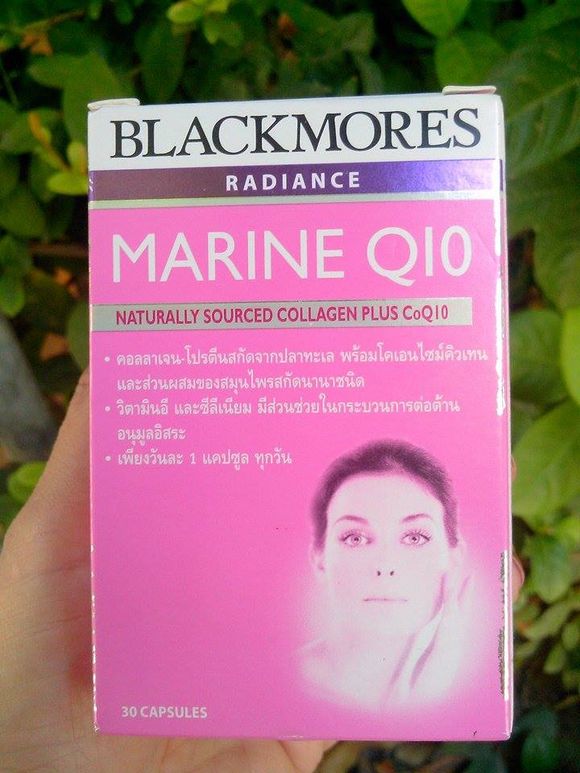 BLACKMORES
RADIANCE
MARINE Q10
NATURALLY SOURCED COLLAGEN PLUS CoQ10
• คอลลาเจน-โปรตีนสกัดจากปลาทะเล พร้อมโคเอนไซม์คิวเทน
และส่วนผสมของสมุนไพรสกัดนานาชนิด
• วิตามินอี และซีลีเนียม มีส่วนช่วยในกระบวนการต่อต้าน
อนุมูลอิสระ
• เพียงวันละ 1 แคปซูล ทุกวัน
30 CAPSULES